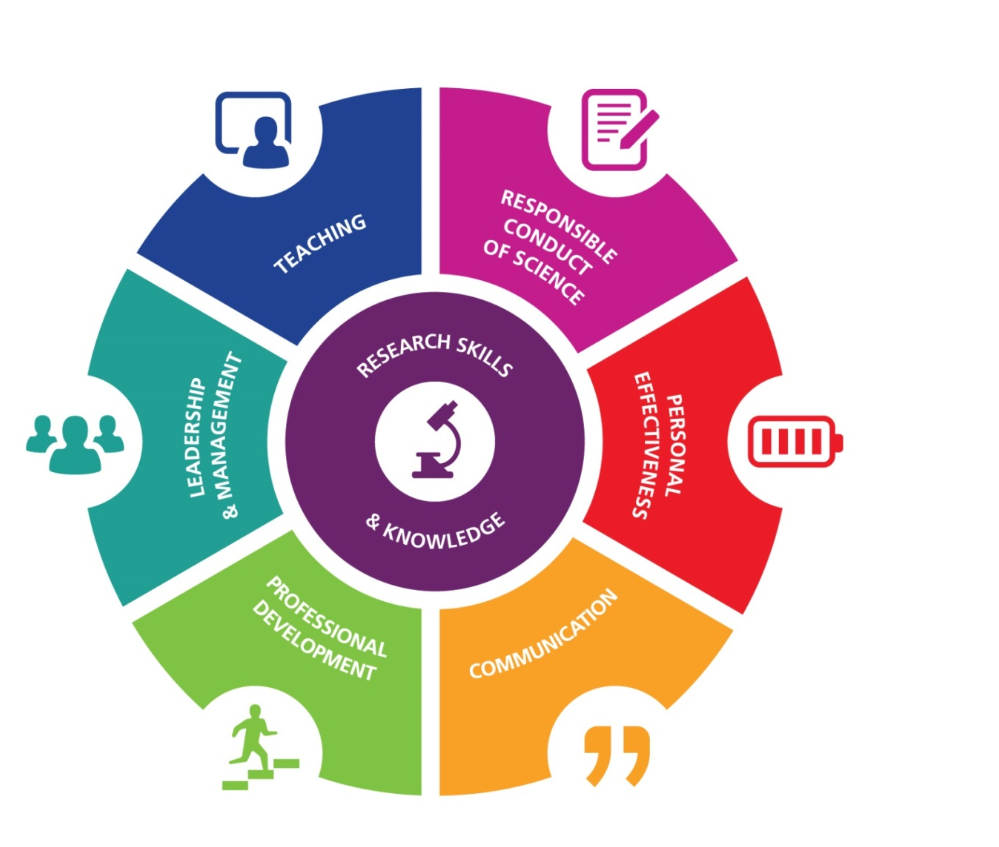 TEACHING
RESPONSIBLE
CONDUCT
OF SCIENCE
PERSONAL
EFFECTIVENESS
COMMUNICATION
PROFESSIONAL
DEVELOPMENT
LEADERSHIP
& MANAGEMENT
RESEARCH SKILLS
& KNOWLEDGE